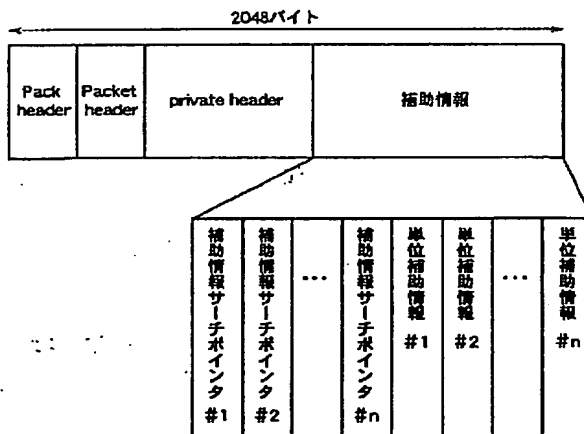 2048バイト
Pack header
Packet header
private header
補助情報
補助情報サーチポインタ #1
補助情報サーチポインタ #2
...
補助情報サーチポインタ #n
単位補助情報 #1
単位補助情報 #2
...
単位補助情報 #n